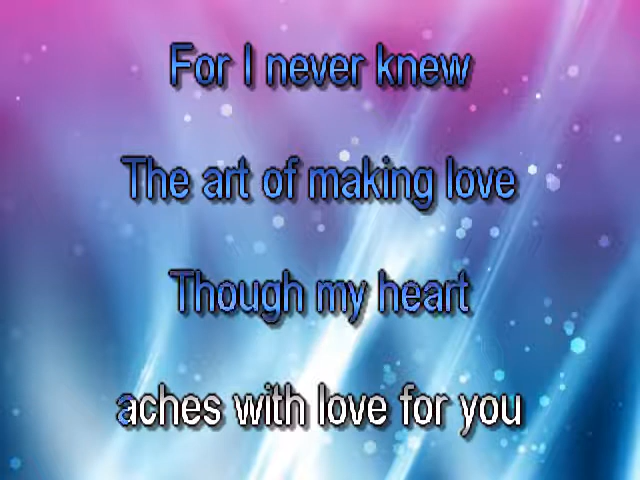 For I never knew
The art of making love
Though my heart
aches with love for you